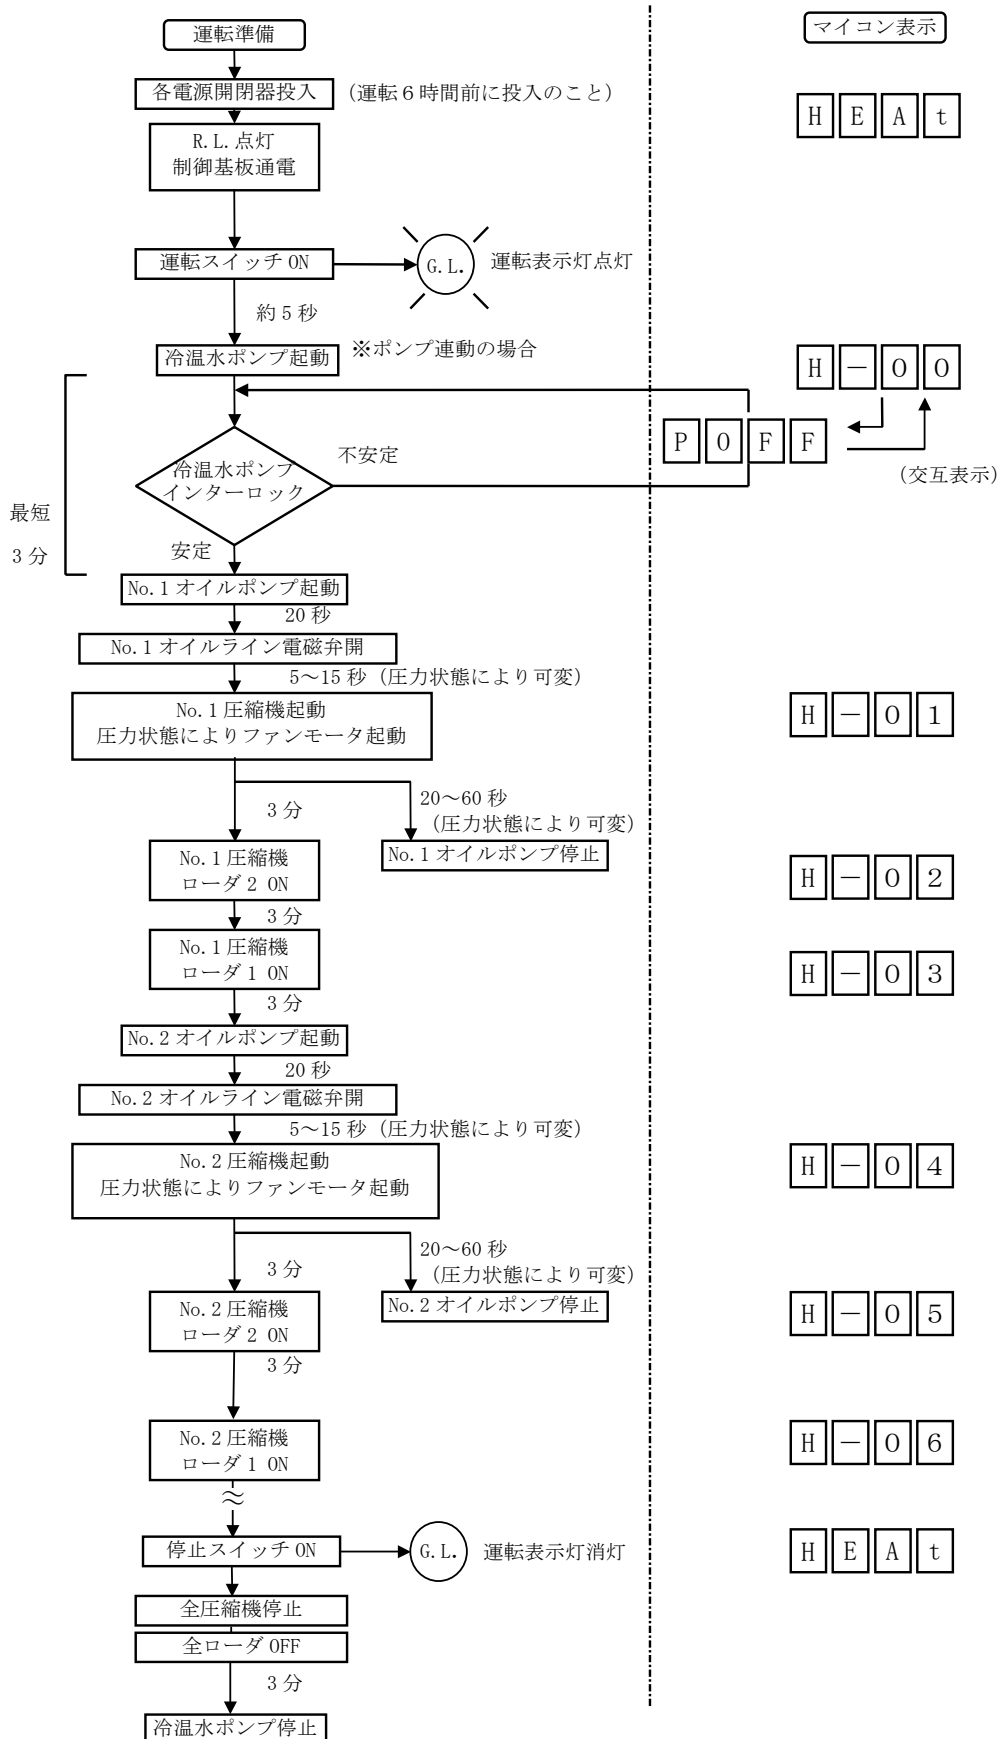 運転準備
マイコン表示
各電源開閉器投入 (運転6時間前に投入のこと)
H E A t
R.L.点灯
制御基板通電
運転スイッチON
G.L.
運転表示灯点灯
約5秒
冷温水ポンプ起動
※ポンプ連動の場合
H − 0 0
P O F F
(交互表示)
冷温水ポンプ
インターロック
不安定
最短
3分
安定
No.1オイルポンプ起動
20秒
No.1オイルライン電磁弁開
5～15秒 (圧力状態により可変)
No.1圧縮機起動
圧力状態によりファンモータ起動
H − 0 1
3分
20～60秒
(圧力状態により可変)
No.1オイルポンプ停止
No.1圧縮機
ローダ2 ON
H − 0 2
3分
No.1圧縮機
ローダ1 ON
H − 0 3
3分
No.2オイルポンプ起動
20秒
No.2オイルライン電磁弁開
5～15秒 (圧力状態により可変)
No.2圧縮機起動
圧力状態によりファンモータ起動
H − 0 4
3分
20～60秒
(圧力状態により可変)
No.2オイルポンプ停止
No.2圧縮機
ローダ2 ON
H − 0 5
3分
No.2圧縮機
ローダ1 ON
H − 0 6
≈
停止スイッチON
G.L.
運転表示灯消灯
H E A t
全圧縮機停止
全ローダOFF
3分
冷温水ポンプ停止